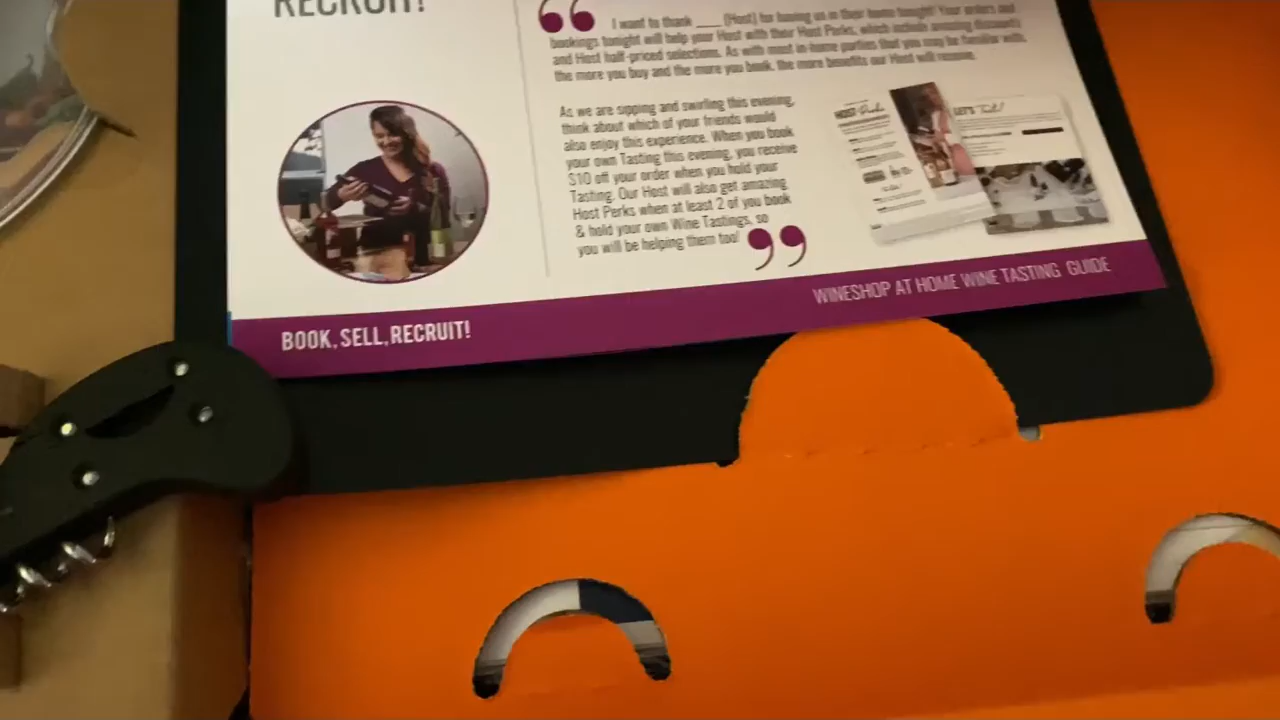 RECRUIT!
I want to thank ____ (Host) for having us in their home tonight! Your orders and
bookings tonight will help your Host with their Host Perks, which include amazing discounts
and Host half-priced selections. As with most in-home parties that you may be familiar with,
the more you buy and the more you book, the more benefits our Host will receive.
As we are sipping and swirling this evening,
think about which of your friends would
also enjoy this experience. When you book
your own Tasting this evening, you receive
$10 off your order when you hold your
Tasting. Our Host will also get amazing
Host Perks when at least 2 of you book
& hold your own Wine Tastings, so
you will be helping them too!
HOST Perks
LET'S
BOOK, SELL, RECRUIT!
WINESHOP AT HOME WINE TASTING GUIDE